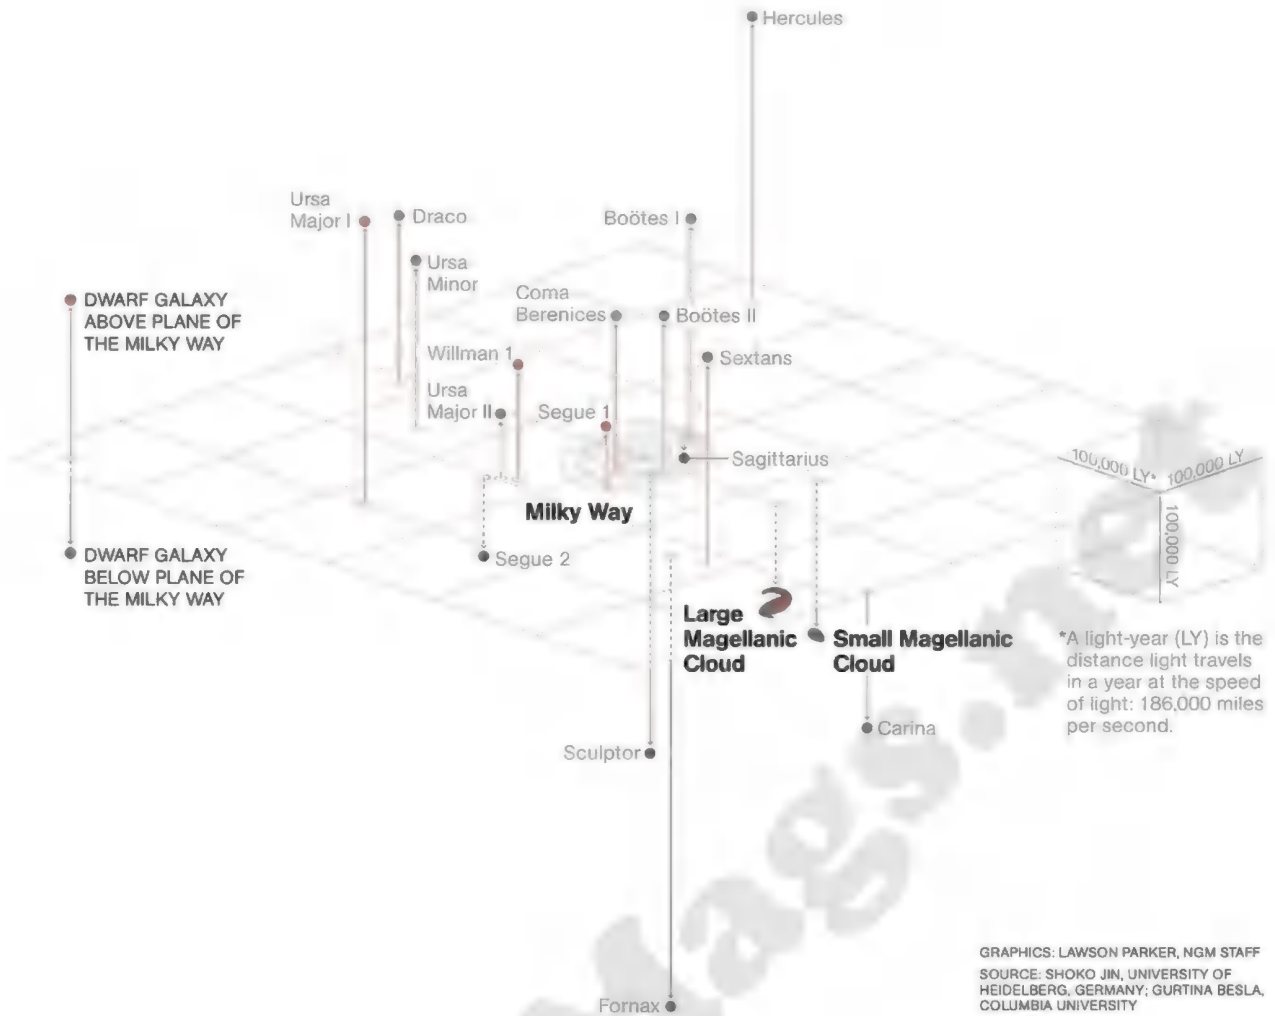 Hercules
Ursa
Major I
Draco
Boötes I
Ursa
Minor
Coma
Berenices
Boötes II
DWARF GALAXY
ABOVE PLANE OF
THE MILKY WAY
Willman 1
Sextans
Ursa
Major II
Segue 1
Sagittarius
100,000 LY*
100,000 LY
100,000 LY
Milky Way
DWARF GALAXY
BELOW PLANE OF
THE MILKY WAY
Segue 2
Large
Magellanic
Cloud
Small Magellanic
Cloud
*A light-year (LY) is the
distance light travels
in a year at the speed
of light: 186,000 miles
per second.
Carina
Sculptor
Fornax
GRAPHICS: LAWSON PARKER, NGM STAFF
SOURCE: SHOKO JIN, UNIVERSITY OF
HEIDELBERG, GERMANY; GURTINA BESLA,
COLUMBIA UNIVERSITY